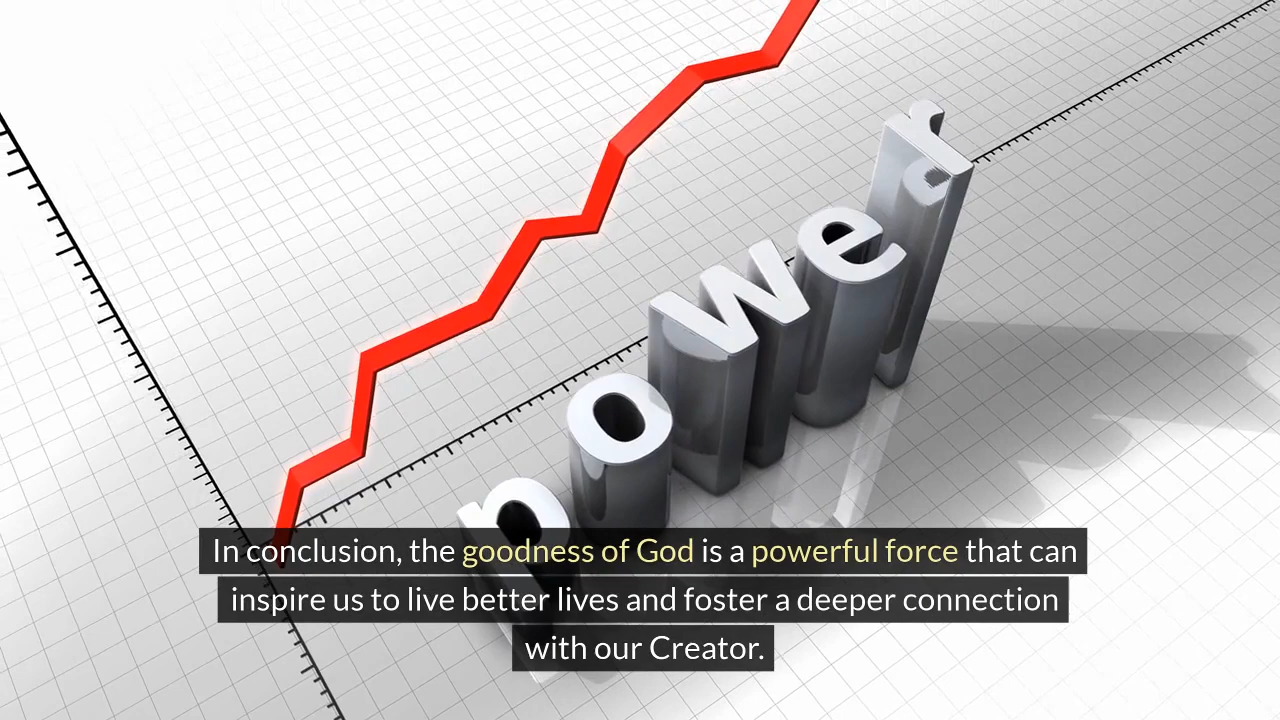 power
In conclusion, the goodness of God is a powerful force that can
inspire us to live better lives and foster a deeper connection
with our Creator.